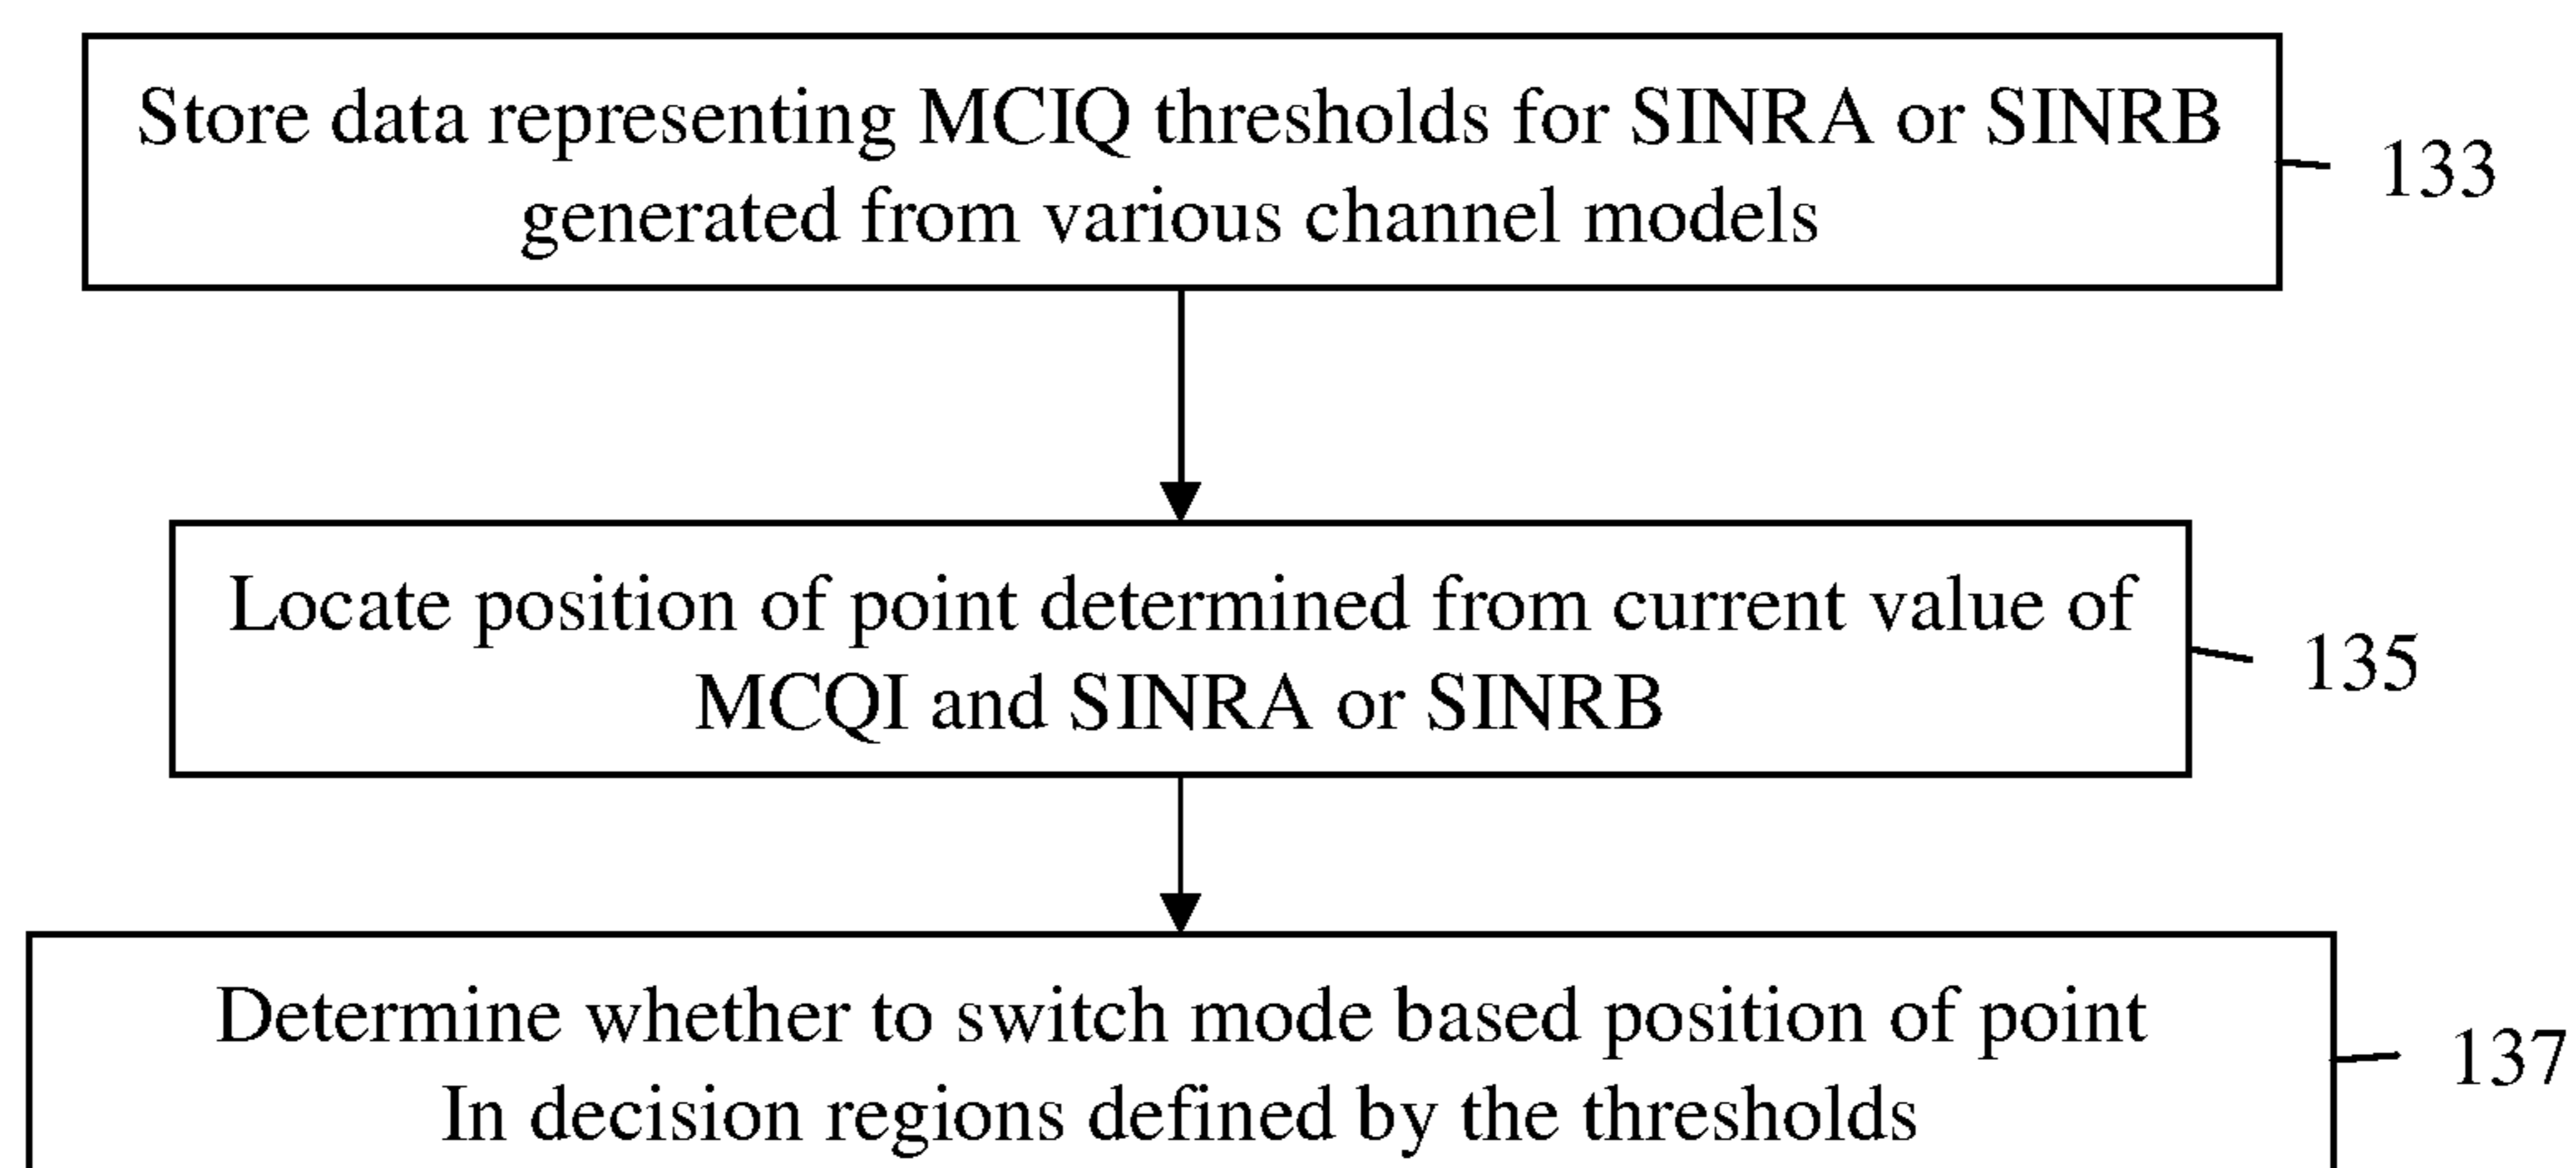 Store data representing MCIQ thresholds for SINRA or SINRB
generated from various channel models
133
Locate position of point determined from current value of
MCQI and SINRA or SINRB
135
Determine whether to switch mode based position of point
In decision regions defined by the thresholds
137